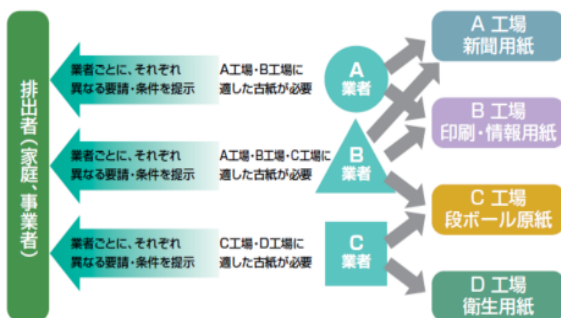 排出者（家庭、事業者）
業者ごとに、それぞれ
異なる要請・条件を提示
A工場・B工場に
適した古紙が必要
A
業者
業者ごとに、それぞれ
異なる要請・条件を提示
A工場・B工場・C工場に
適した古紙が必要
B
業者
業者ごとに、それぞれ
異なる要請・条件を提示
C工場・D工場に
適した古紙が必要
C
業者
A 工場
新聞用紙
B 工場
印刷・情報用紙
C 工場
段ボール原紙
D 工場
衛生用紙